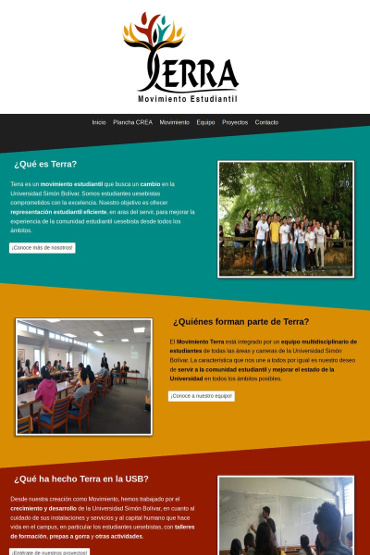 TERRA
Movimiento Estudiantil
Inicio Plancha CREA Movimiento Equipo Proyectos Contacto
¿Qué es Terra?
Terra es un movimiento estudiantil que busca un cambio en la
Universidad Simón Bolívar. Somos estudiantes uesebistas
comprometidos con la excelencia. Nuestro objetivo es ofrecer
representación estudiantil eficiente, en aras del servir, para mejorar la
experiencia de la comunidad estudiantil uesebista desde todos los
ámbitos.
¡Conoce más de nosotros!
¿Quiénes forman parte de Terra?
El Movimiento Terra está integrado por un equipo multidisciplinario de
estudiantes de todas las áreas y carreras de la Universidad Simón
Bolívar. La característica que nos une a todos por igual es nuestro deseo
de servir a la comunidad estudiantil y mejorar el estado de la
Universidad en todos los ámbitos posibles.
¡Conoce a nuestro equipo!
¿Qué ha hecho Terra en la USB?
Desde nuestra creación como Movimiento, hemos trabajado por el
crecimiento y desarrollo de la Universidad Simón Bolívar, en cuanto al
cuidado de sus instalaciones y servicios y al capital humano que hace
vida en el campus, en particular los estudiantes uesebistas, con talleres
de formación, prepas a gorra y otras actividades.
¡Entérate de nuestros proyectos!